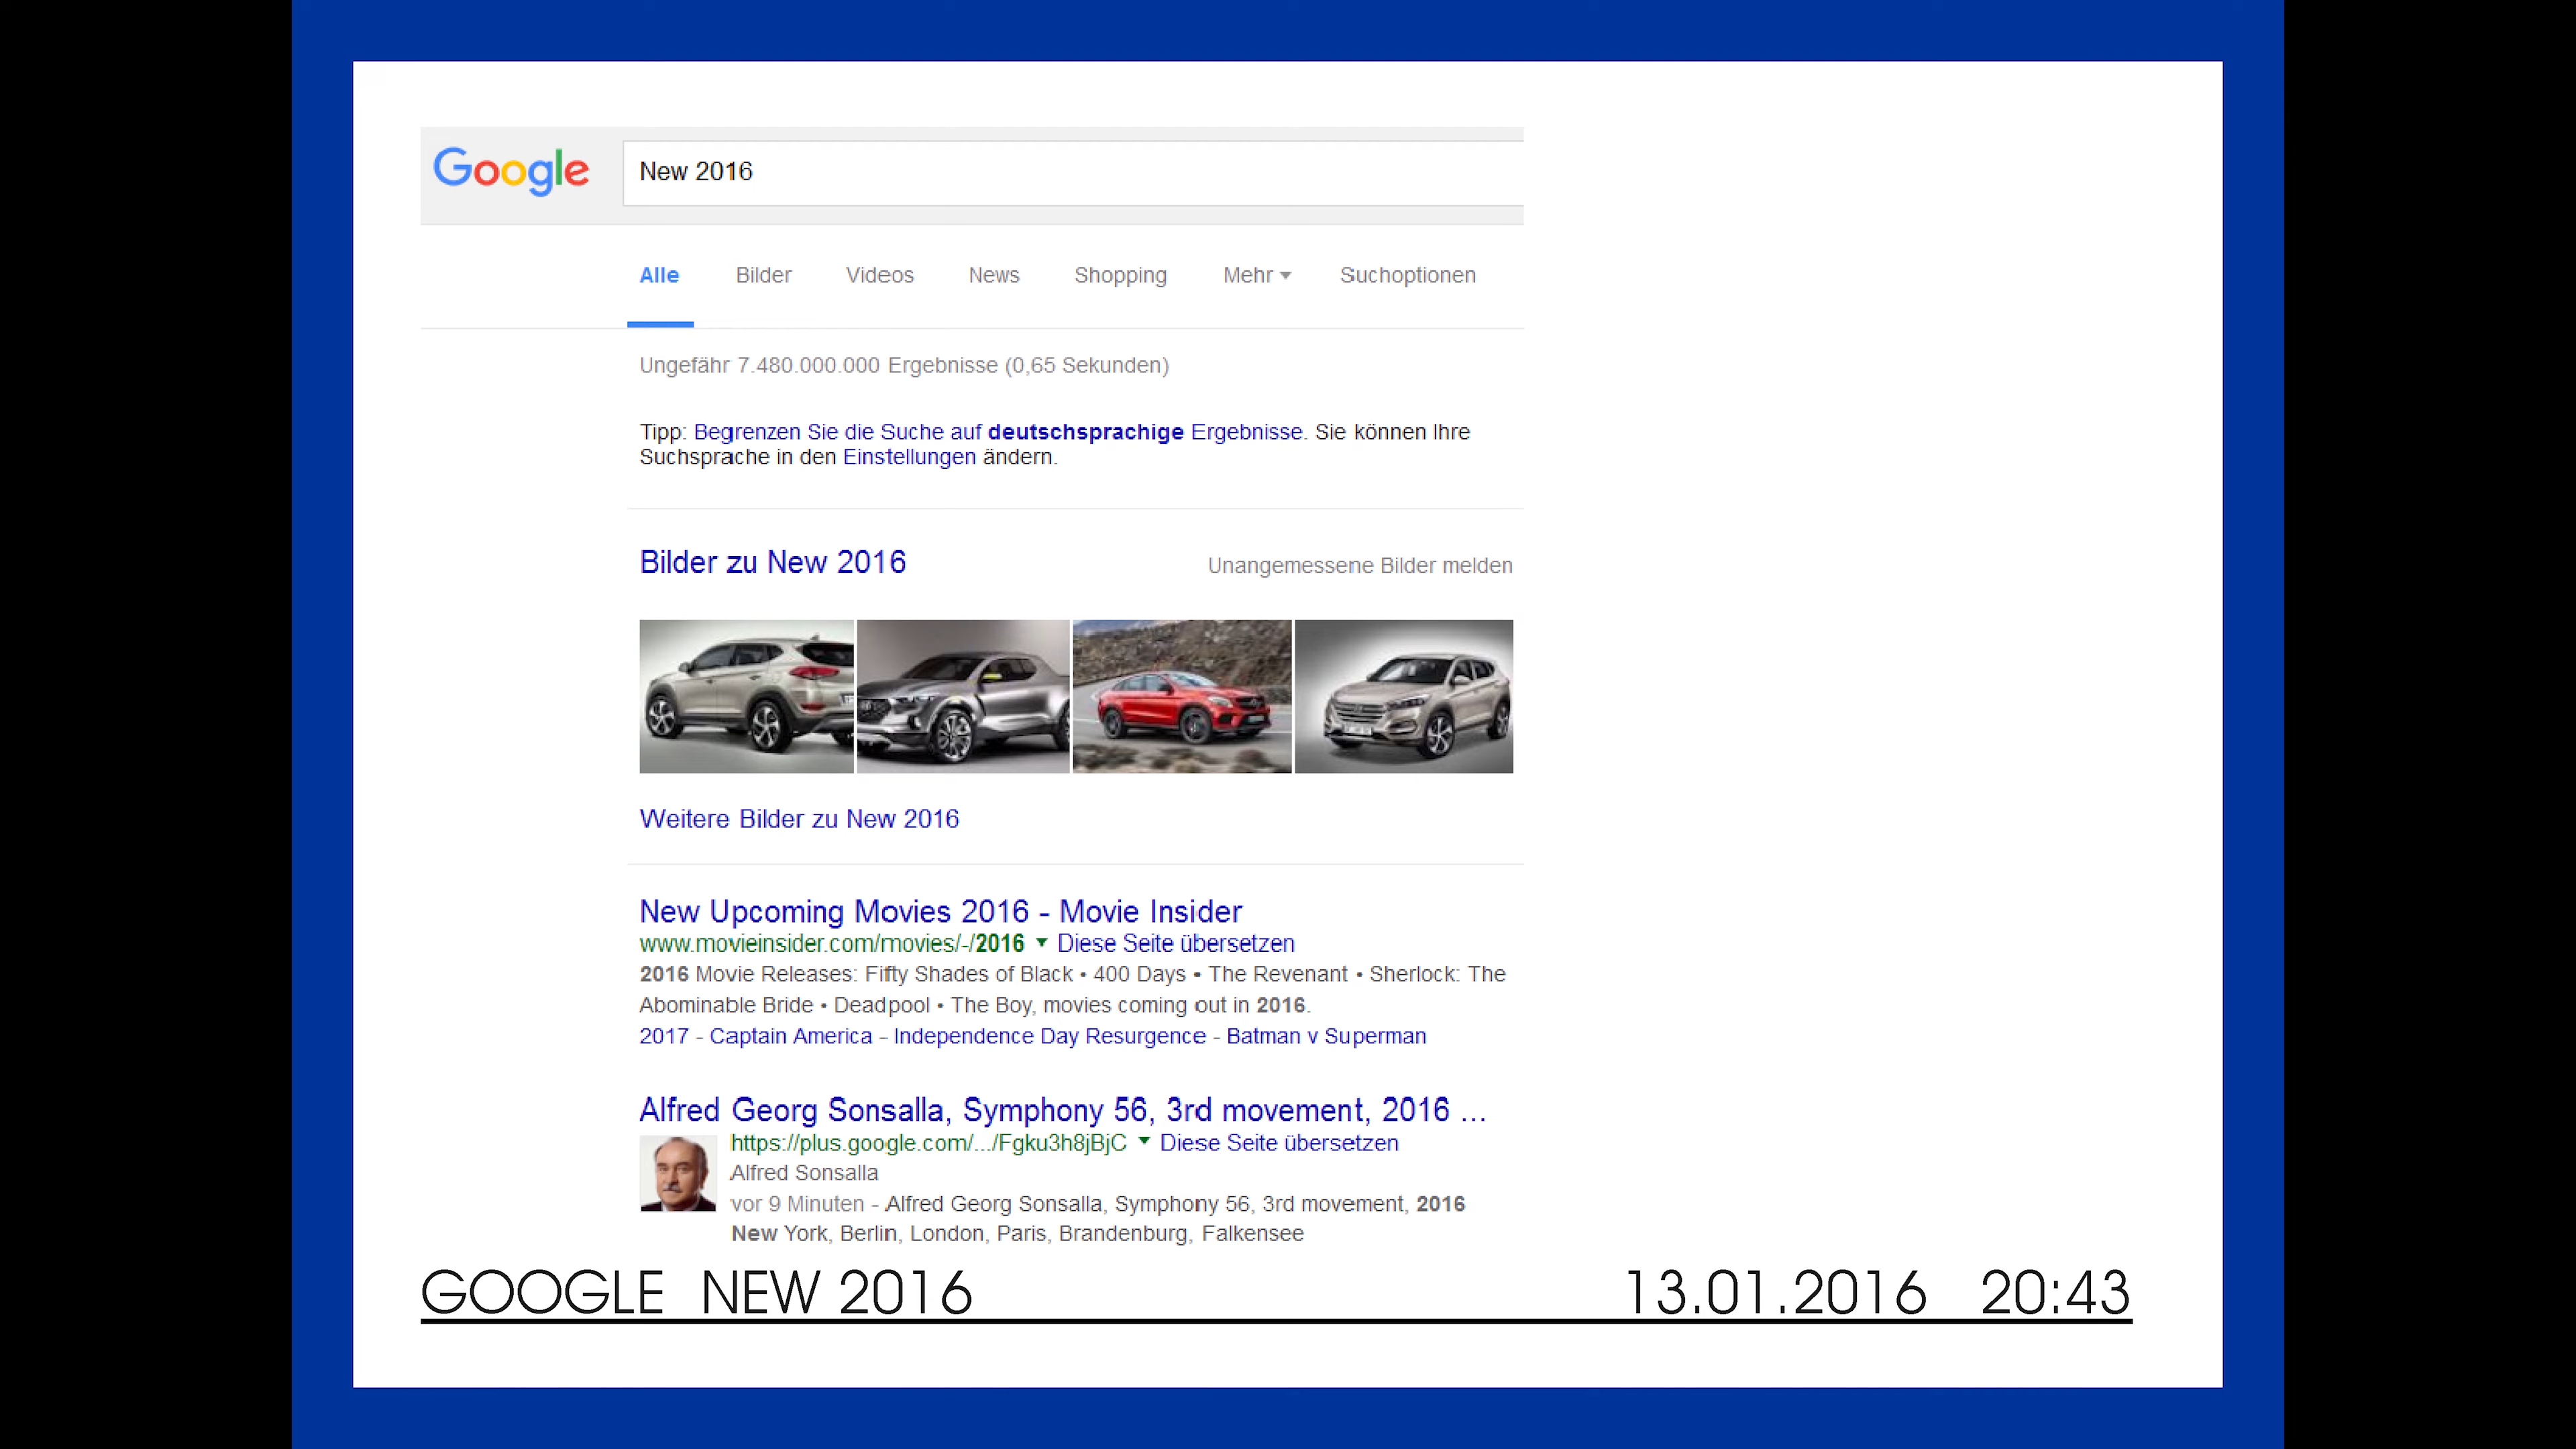 Google New 2016
Alle Bilder Videos News Shopping Mehr Suchoptionen
Ungefähr 7.480.000.000 Ergebnisse (0,65 Sekunden)
Tipp: Begrenzen Sie die Suche auf deutschsprachige Ergebnisse. Sie können Ihre
Suchsprache in den Einstellungen ändern.
Bilder zu New 2016 Unangemessene Bilder melden
Weitere Bilder zu New 2016
New Upcoming Movies 2016 - Movie Insider
www.movieinsider.com/movies/-/2016 Diese Seite übersetzen
2016 Movie Releases: Fifty Shades of Black • 400 Days • The Revenant • Sherlock: The
Abominable Bride • Deadpool • The Boy, movies coming out in 2016.
2017 - Captain America - Independence Day Resurgence - Batman v Superman
Alfred Georg Sonsalla, Symphony 56, 3rd movement, 2016 ...
https://plus.google.com/.../Fgku3h8jBjC Diese Seite übersetzen
Alfred Sonsalla
vor 9 Minuten - Alfred Georg Sonsalla, Symphony 56, 3rd movement, 2016
New York, Berlin, London, Paris, Brandenburg, Falkensee
GOOGLE NEW 2016 13.01.2016 20:43